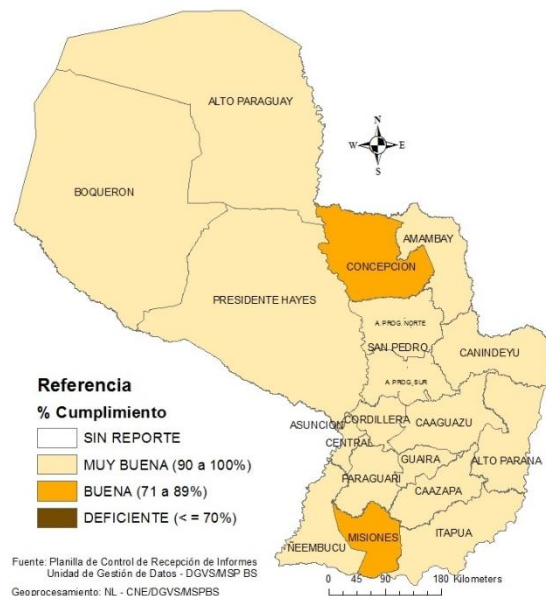 ALTO PARAGUAY
N
W E
S
BOQUERON
AMAMBAY
CONCEPCION
PRESIDENTE HAYES
A. PROG. NORTE
SAN PEDRO
CANINDEYU
A. PROG. SUR
Referencia
% Cumplimiento
SIN REPORTE
MUY BUENA (90 a 100%)
BUENA (71 a 89%)
DEFICIENTE (< = 70%)
ASUNCION
CORDILLERA
CAAGUAZU
CENTRAL
GUAIRA
ALTO PARANA
PARAGUARI
CAAZAPA
MISIONES
ITAPUA
ÑEEMBUCU
Fuente: Planilla de Control de Recepción de Informes
Unidad de Gestión de Datos - DGVS/MSP BS
Geoprocesamiento: NL - CNE/DGVS/MSPBS
0 45 90 180 Kilometers